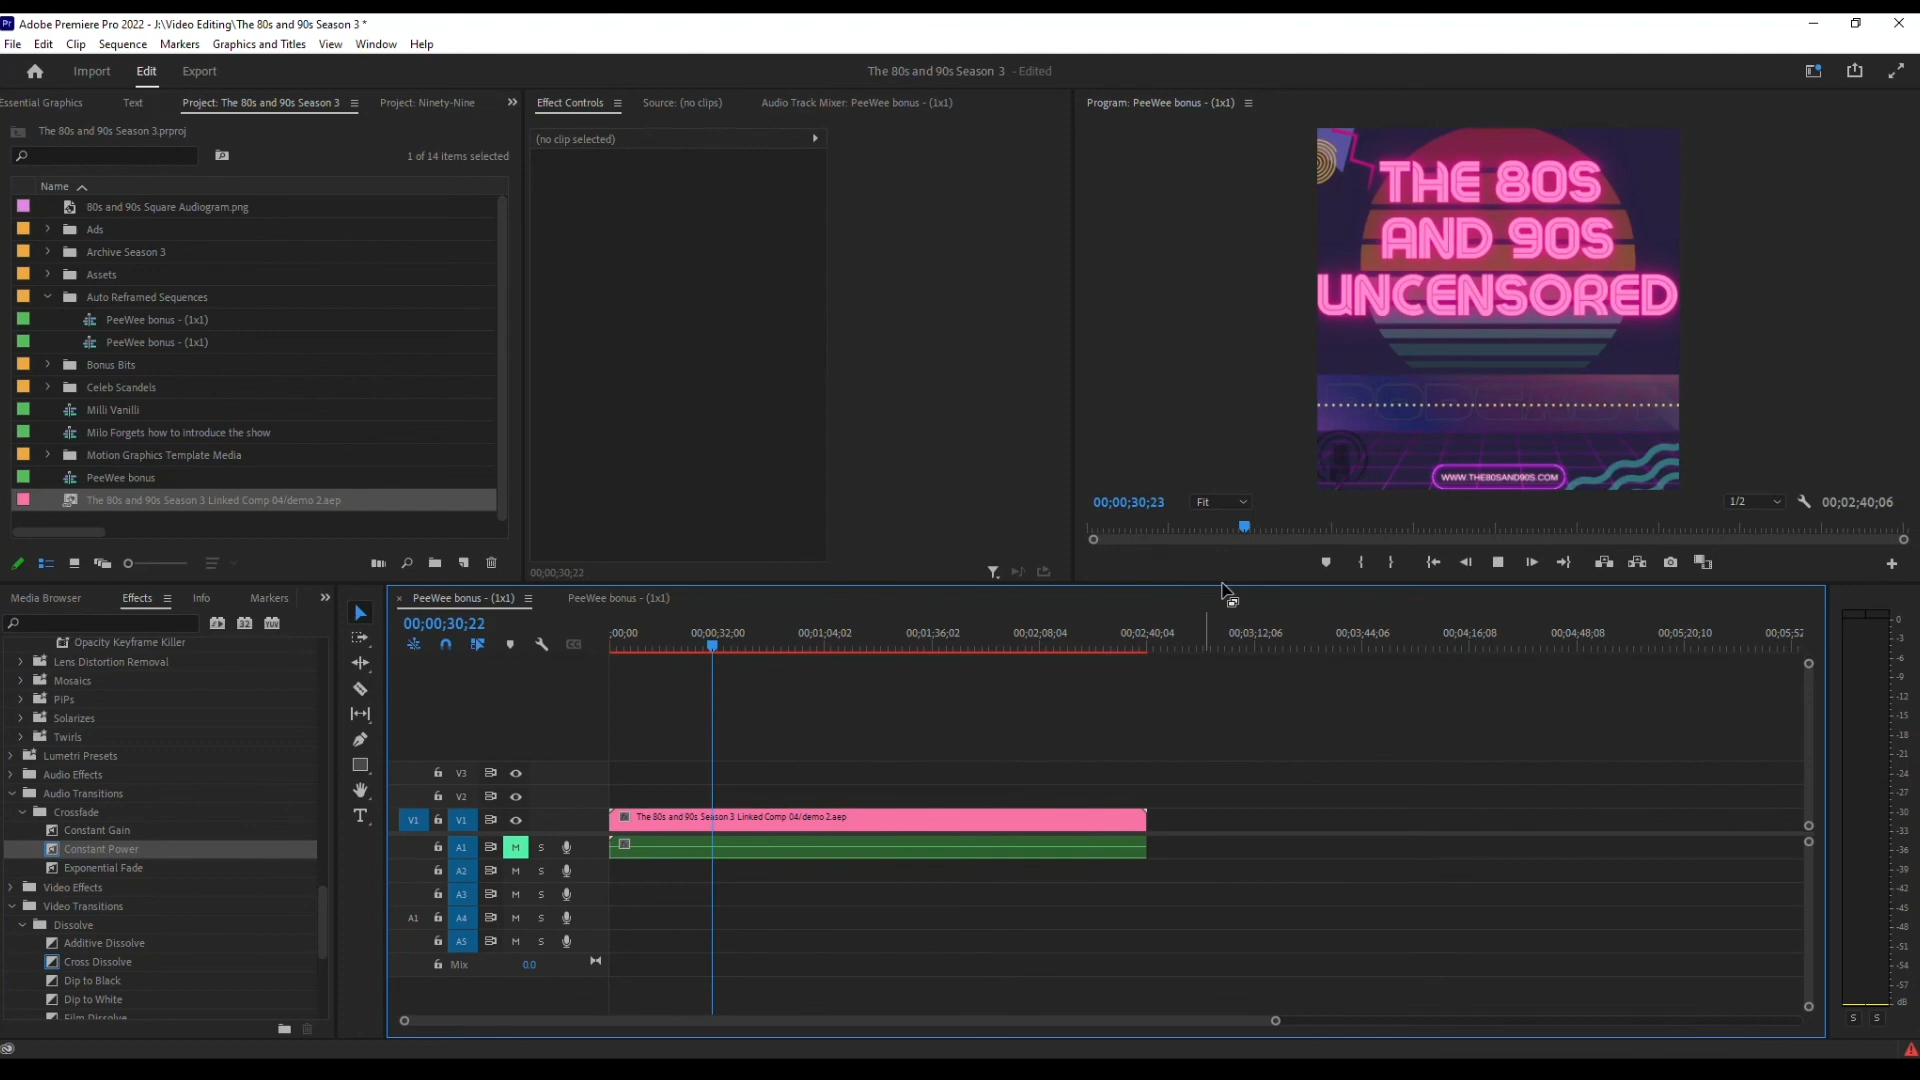 Pr Adobe Premiere Pro 2022 - J:\Video Editing\The 80s and 90s Season 3 *
File Edit Clip Sequence Markers Graphics and Titles View Window Help
Import Edit Export The 80s and 90s Season 3 - Edited
Essential Graphics Text Project: The 80s and 90s Season 3 Project: Ninety-Nine
Effect Controls Source: (no clips) Audio Track Mixer: PeeWee bonus - (1x1)
Program: PeeWee bonus - (1x1)
The 80s and 90s Season 3.prproj
1 of 14 items selected
Name
80s and 90s Square Audiogram.png
Ads
Archive Season 3
Assets
Auto Reframed Sequences
PeeWee bonus - (1x1)
PeeWee bonus - (1x1)
Bonus Bits
Celeb Scandels
Milli Vanilli
Milo Forgets how to introduce the show
Motion Graphics Template Media
PeeWee bonus
The 80s and 90s Season 3 Linked Comp 04/demo 2.aep
(no clip selected)
00;00;30;22
THE 80S
AND 90S
UNCENSORED
WWW.THE80SAND90S.COM
00;00;30;23 Fit 1/2 00;02;40;06
Media Browser Effects Info Markers
Opacity Keyframe Killer
Lens Distortion Removal
Mosaics
PiPs
Solarizes
Twirls
Lumetri Presets
Audio Effects
Audio Transitions
Crossfade
Constant Gain
Constant Power
Exponential Fade
Video Effects
Video Transitions
Dissolve
Additive Dissolve
Cross Dissolve
Dip to Black
Dip to White
Film Dissolve
× PeeWee bonus - (1x1) PeeWee bonus - (1x1)
00;00;30;22
;00;00 00;00;32;00 00;01;04;02 00;01;36;02 00;02;08;04 00;02;40;04 00;03;12;06 00;03;44;06 00;04;16;08 00;04;48;08 00;05;20;10 00;05;52
V3
V2
V1 V1 The 80s and 90s Season 3 Linked Comp 04/demo 2.aep
A1 M S
A2 M S
A3 M S
A1 A4 M S
A5 M S
Mix 0.0
0
-3
-6
-9
-12
-15
-18
-21
-24
-27
-30
-33
-36
-39
-42
-45
-48
-51
-54
-57
dB
S S